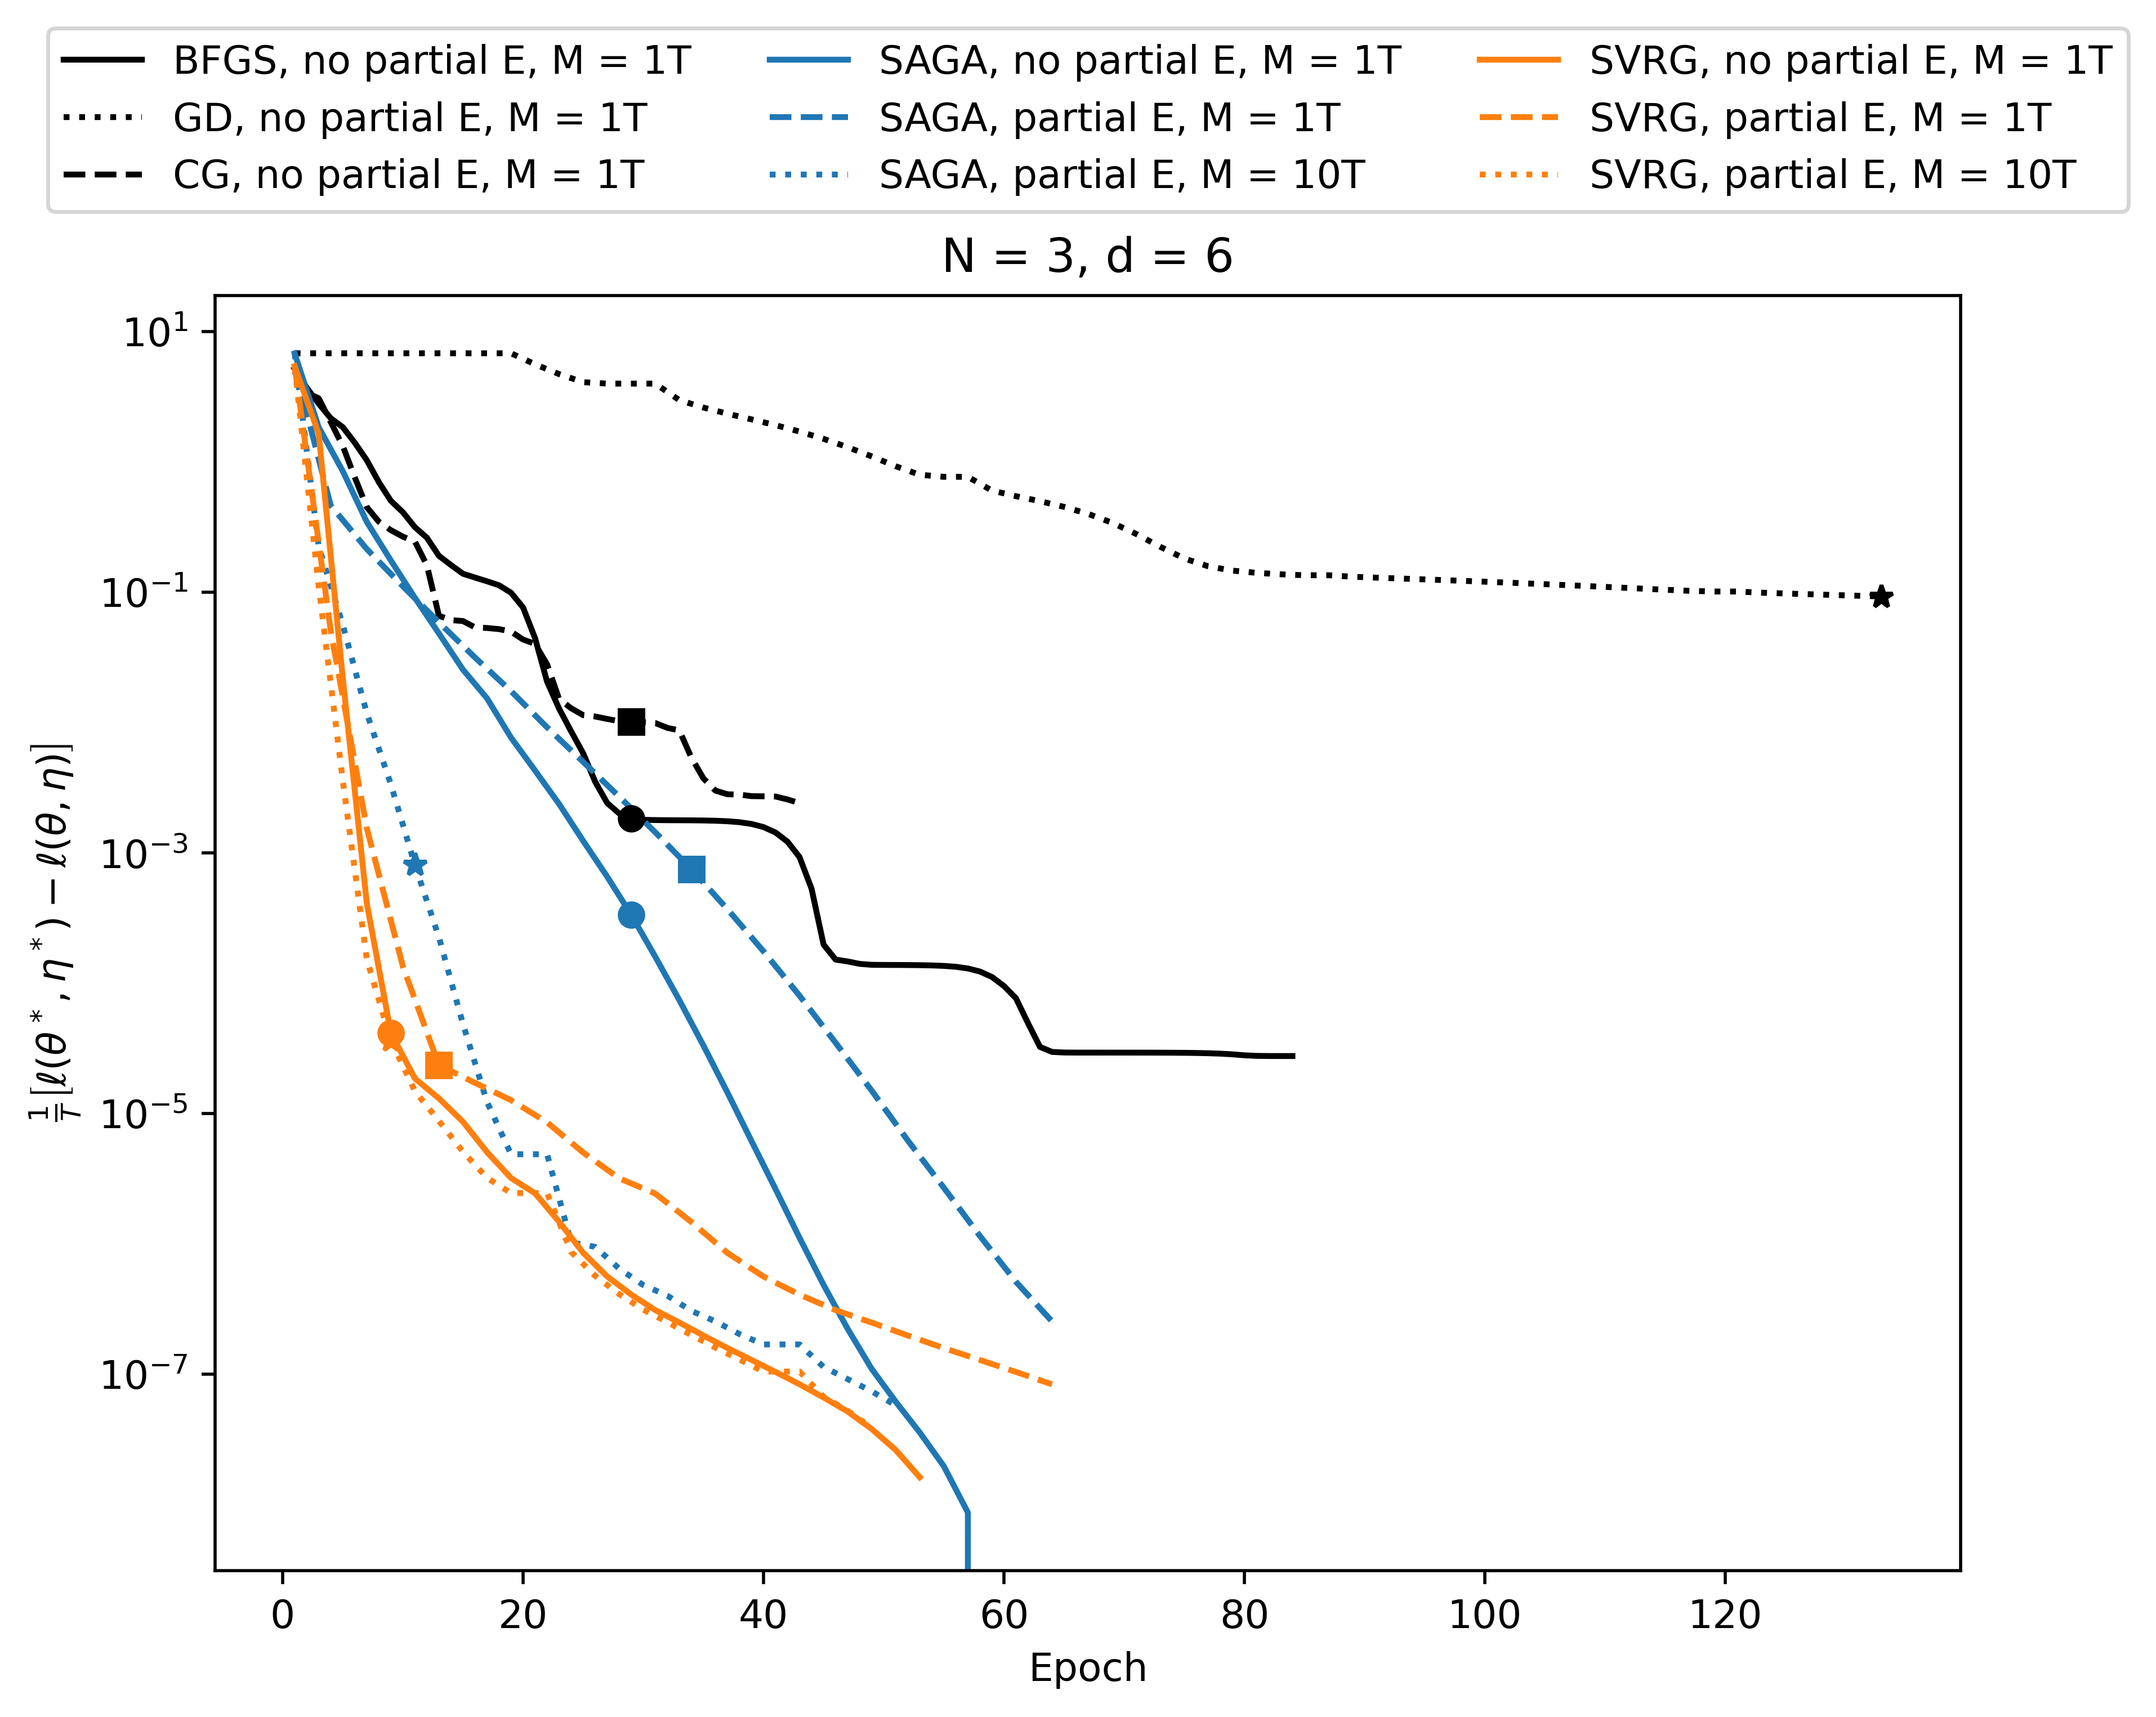 BFGS, no partial E, M = 1T
GD, no partial E, M = 1T
CG, no partial E, M = 1T
SAGA, no partial E, M = 1T
SAGA, partial E, M = 1T
SAGA, partial E, M = 10T
SVRG, no partial E, M = 1T
SVRG, partial E, M = 1T
SVRG, partial E, M = 10T
N = 3, d = 6
10¹
10⁻¹
10⁻³
10⁻⁵
10⁻⁷
1/T [ℓ(θ*, η*) − ℓ(θ, η)]
0 20 40 60 80 100 120
Epoch